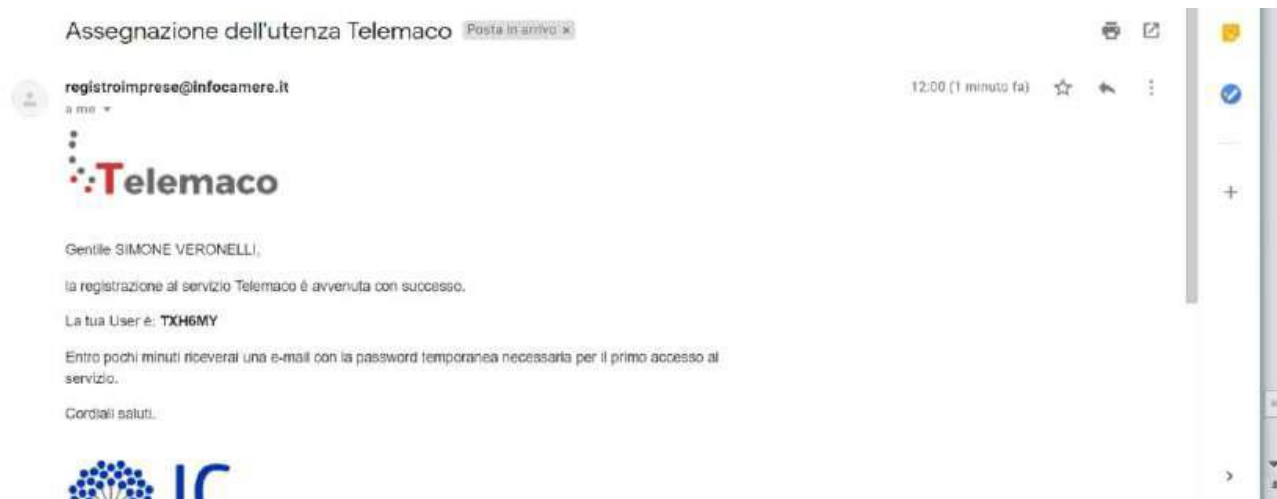 Assegnazione dell'utenza Telemaco Posta in arrivo x
registroimprese@infocamere.it
12:00 (1 minuto fa)
a me
Telemaco
Gentile SIMONE VERONELLI,
la registrazione al servizio Telemaco è avvenuta con successo.
La tua User è: TXH6MY
Entro pochi minuti riceverai una e-mail con la password temporanea necessaria per il primo accesso al
servizio.
Cordiali saluti.
IC